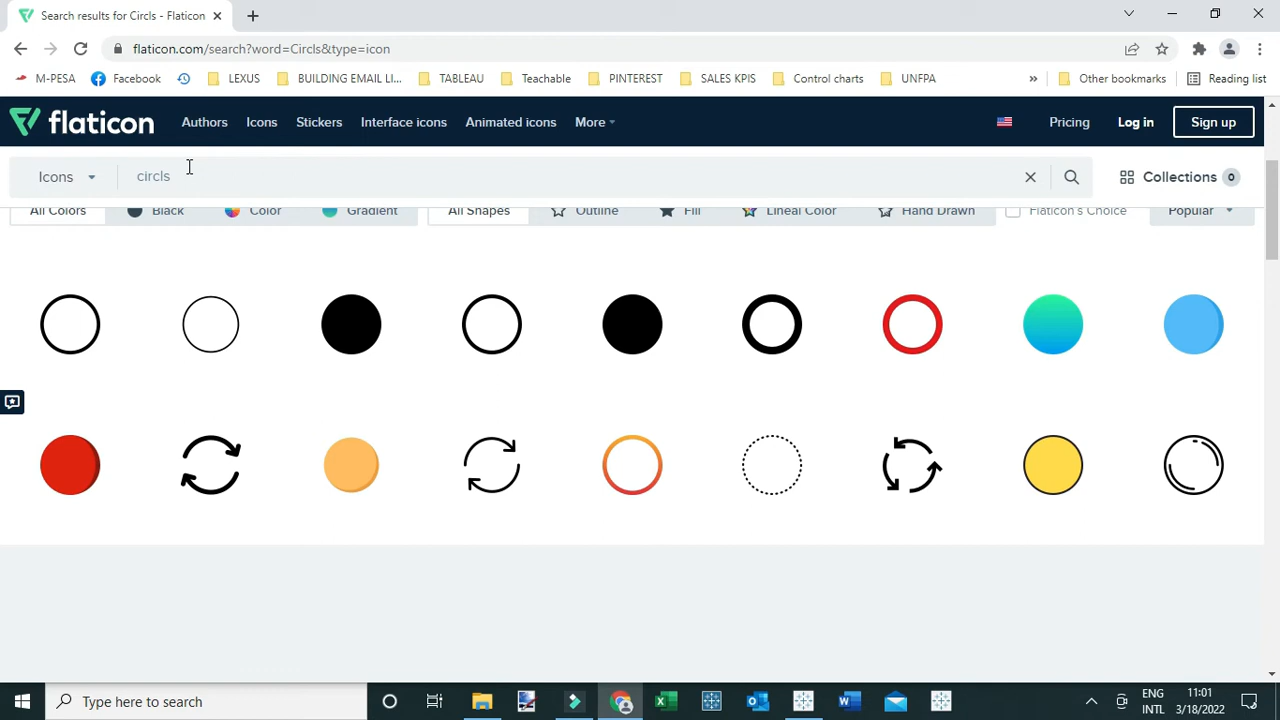 Search results for Circls - Flaticon
flaticon.com/search?word=Circls&type=icon
M-PESA Facebook LEXUS BUILDING EMAIL LI... TABLEAU Teachable PINTEREST SALES KPIS Control charts UNFPA » Other bookmarks Reading list
flaticon Authors Icons Stickers Interface icons Animated icons More Pricing Log in Sign up
Icons circls Collections 0
All Colors Black Color Gradient All Shapes Outline Fill Lineal Color Hand Drawn Flaticon's Choice Popular
Type here to search
ENG
INTL
11:01
3/18/2022